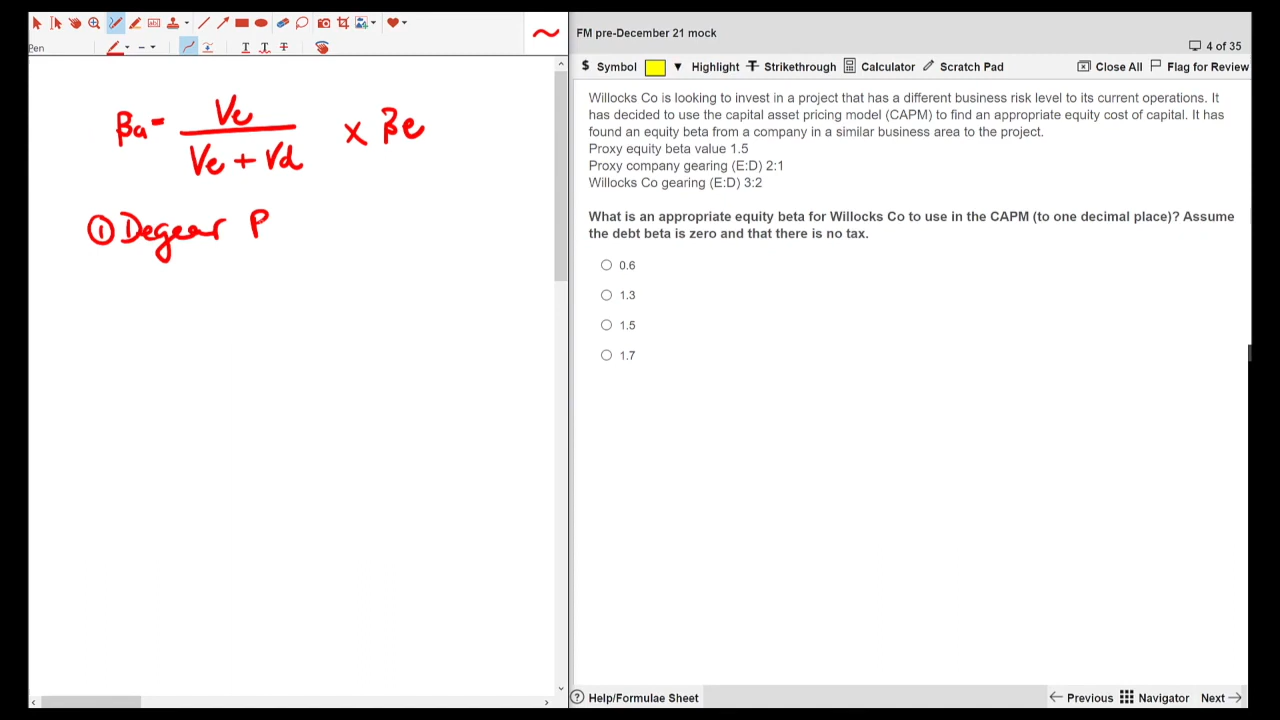 Pen
βa = Ve / Ve + Vd × βe
① Degear P
FM pre-December 21 mock
4 of 35
$ Symbol ▼ Highlight Strikethrough Calculator Scratch Pad Close All Flag for Review
Willocks Co is looking to invest in a project that has a different business risk level to its current operations. It
has decided to use the capital asset pricing model (CAPM) to find an appropriate equity cost of capital. It has
found an equity beta from a company in a similar business area to the project.
Proxy equity beta value 1.5
Proxy company gearing (E:D) 2:1
Willocks Co gearing (E:D) 3:2
What is an appropriate equity beta for Willocks Co to use in the CAPM (to one decimal place)? Assume
the debt beta is zero and that there is no tax.
0.6
1.3
1.5
1.7
Help/Formulae Sheet
Previous Navigator Next